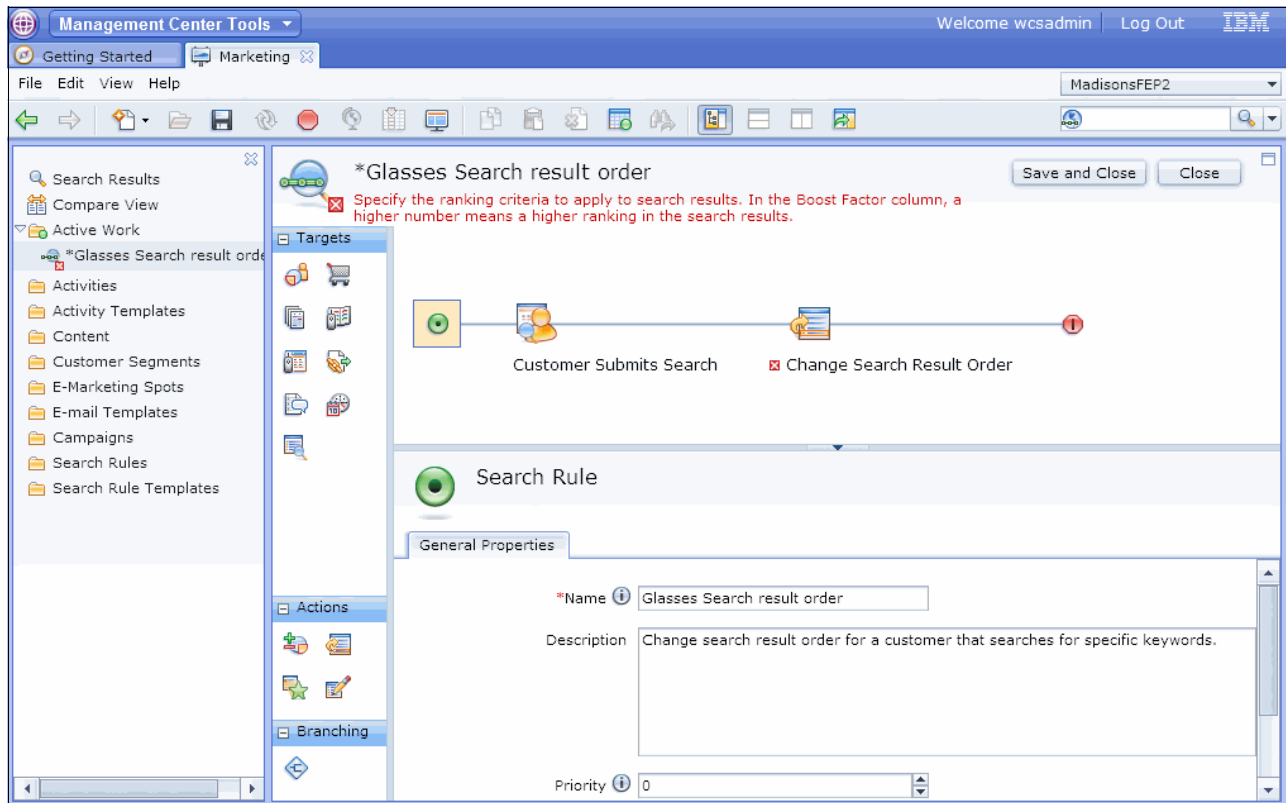 Management Center Tools
Welcome wcsadmin
Log Out
IBM
Getting Started
Marketing
File Edit View Help
MadisonsFEP2
Search Results
Compare View
Active Work
*Glasses Search result orde
Activities
Activity Templates
Content
Customer Segments
E-Marketing Spots
E-mail Templates
Campaigns
Search Rules
Search Rule Templates
*Glasses Search result order
Save and Close
Close
Specify the ranking criteria to apply to search results. In the Boost Factor column, a
higher number means a higher ranking in the search results.
Targets
Customer Submits Search
Change Search Result Order
Search Rule
General Properties
*Name
Glasses Search result order
Description
Change search result order for a customer that searches for specific keywords.
Priority
0
Actions
Branching